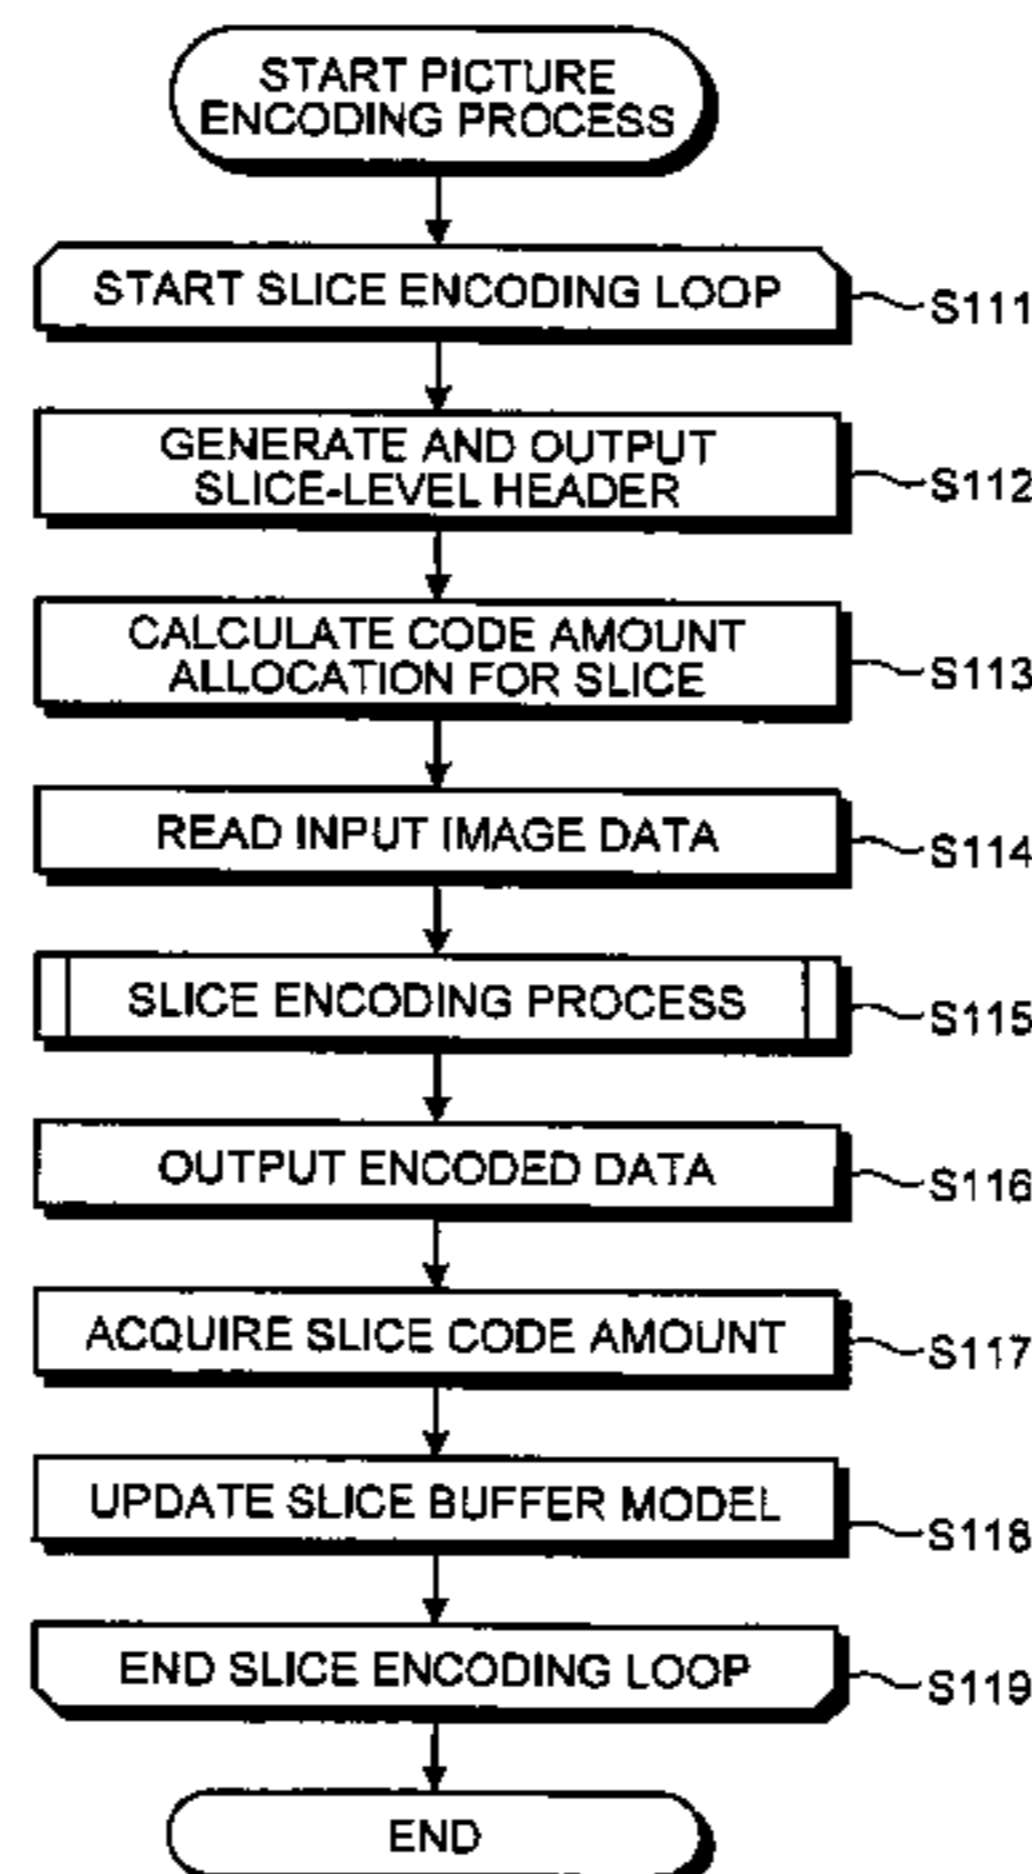 START PICTURE
ENCODING PROCESS
START SLICE ENCODING LOOP
S111
GENERATE AND OUTPUT
SLICE-LEVEL HEADER
S112
CALCULATE CODE AMOUNT
ALLOCATION FOR SLICE
S113
READ INPUT IMAGE DATA
S114
SLICE ENCODING PROCESS
S115
OUTPUT ENCODED DATA
S116
ACQUIRE SLICE CODE AMOUNT
S117
UPDATE SLICE BUFFER MODEL
S118
END SLICE ENCODING LOOP
S119
END